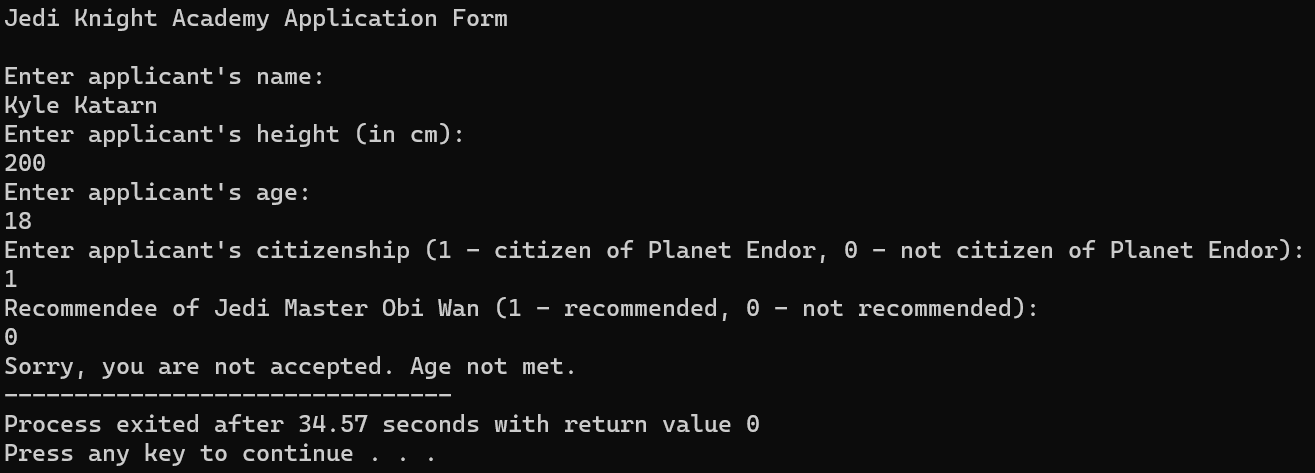 Jedi Knight Academy Application Form
Enter applicant's name:
Kyle Katarn
Enter applicant's height (in cm):
200
Enter applicant's age:
18
Enter applicant's citizenship (1 - citizen of Planet Endor, 0 - not citizen of Planet Endor):
1
Recommendee of Jedi Master Obi Wan (1 - recommended, 0 - not recommended):
0
Sorry, you are not accepted. Age not met.
--------------------------------
Process exited after 34.57 seconds with return value 0
Press any key to continue . . .